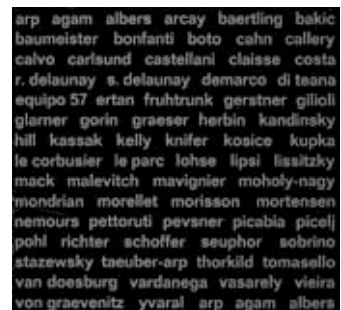 arp agam albers arcay baertling bakic
baumeister bonfanti boto cahn callery
calvo carlsund castellani claisse costa
r. delaunay s. delaunay demarco di teana
equipo 57 ertan fruhtrunk gerstner gilioli
glarner gorin graeser herbin kandinsky
hill kassak kelly knifer kosice kupka
le corbusier le parc lohse lipsi lissitzky
mack malevitch mavignier moholy-nagy
mondrian morellet morisson mortensen
nemours pettoruti pevsner picabia picelj
pohl richter schoffer seuphor sobrino
stazewsky taeuber-arp thorkild tomasello
van doesburg vardanega vasarely vieira
von graevenitz yvaral arp agam albers